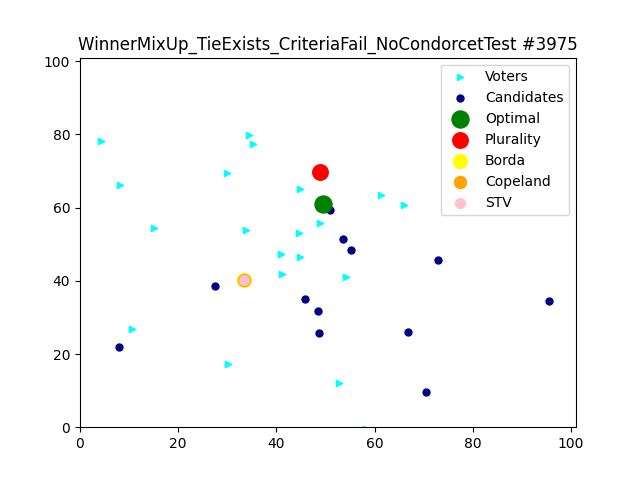 WinnerMixUp_TieExists_CriteriaFail_NoCondorcetTest #3975
100
80
60
40
20
0
0 20 40 60 80 100
Voters
Candidates
Optimal
Plurality
Borda
Copeland
STV